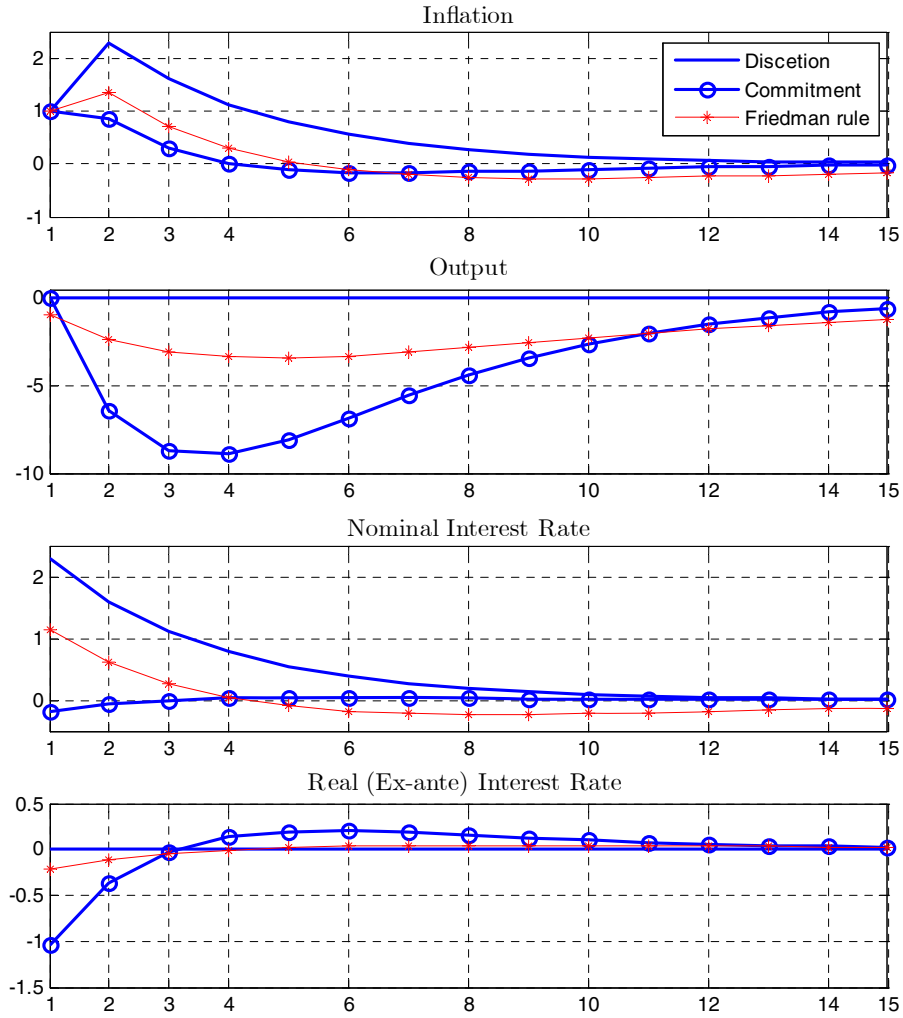 Inflation
2
1
0
-1
Discetion
Commitment
Friedman rule
1 2 3 4 6 8 10 12 14 15
Output
0
-5
-10
1 2 3 4 6 8 10 12 14 15
Nominal Interest Rate
2
1
0
1 2 3 4 6 8 10 12 14 15
Real (Ex-ante) Interest Rate
0.5
0
-0.5
-1
-1.5
1 2 3 4 6 8 10 12 14 15